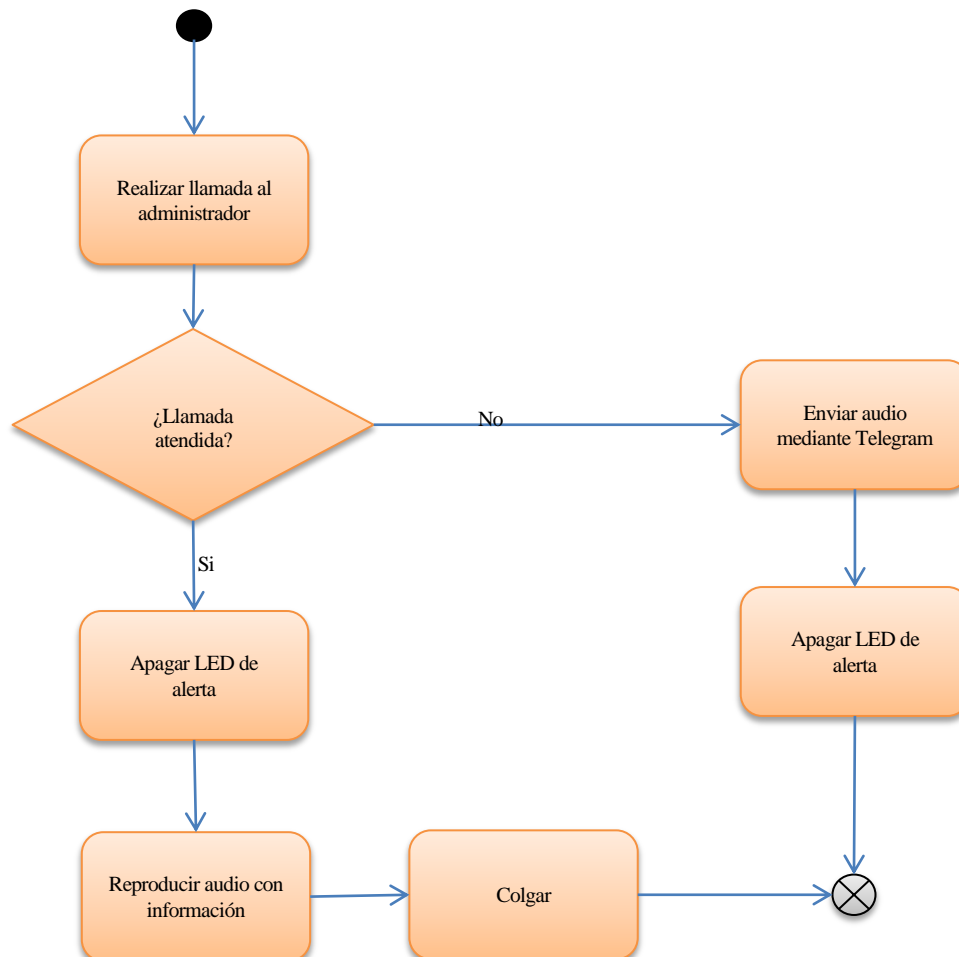 Realizar llamada al
administrador
¿Llamada
atendida?
No
Enviar audio
mediante Telegram
Si
Apagar LED de
alerta
Apagar LED de
alerta
Reproducir audio con
información
Colgar